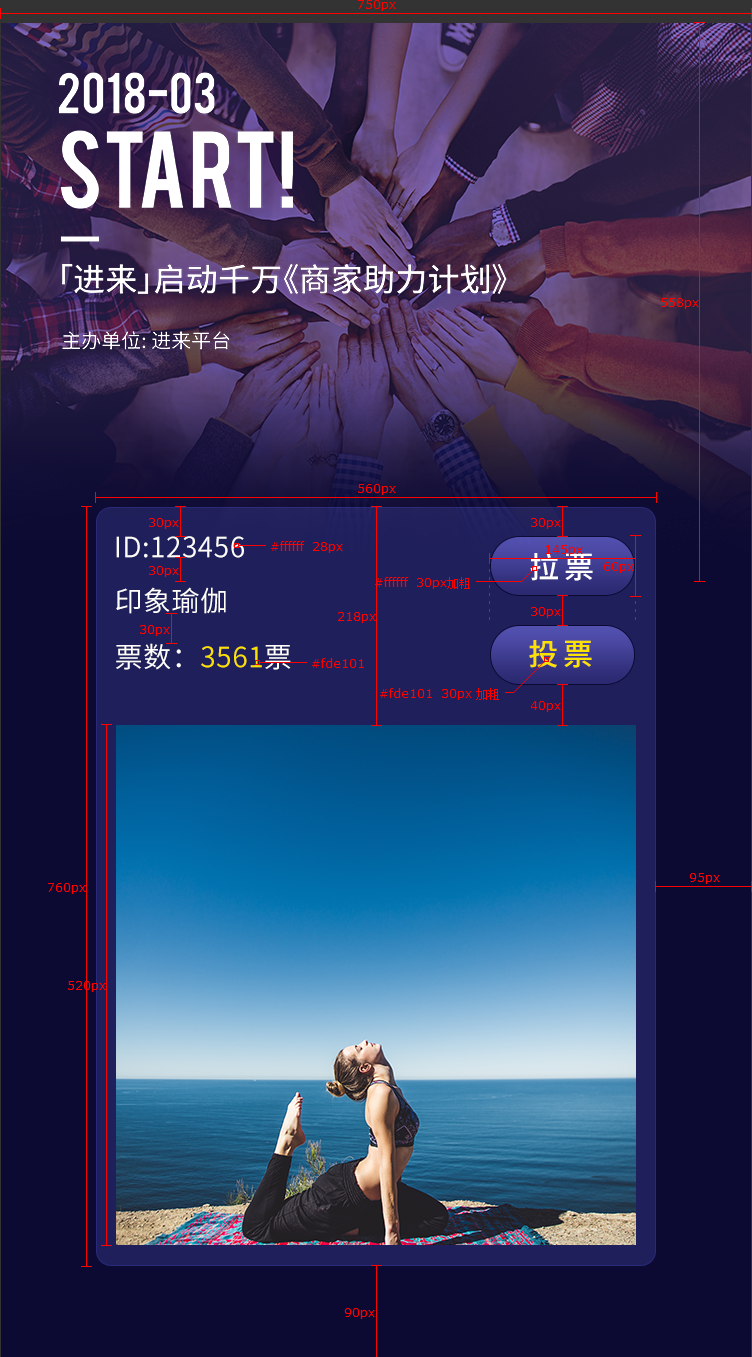 750px
2018-03
START!
「进来」启动千万《商家助力计划》
558px
主办单位: 进来平台
560px
30px
30px
ID:123456
#ffffff 28px
拉票
60px
30px
#ffffff 30px加粗
印象瑜伽
30px
218px
30px
票数：3561票
#fde101
投票
#fde101 30px 加粗
40px
95px
760px
520px
90px